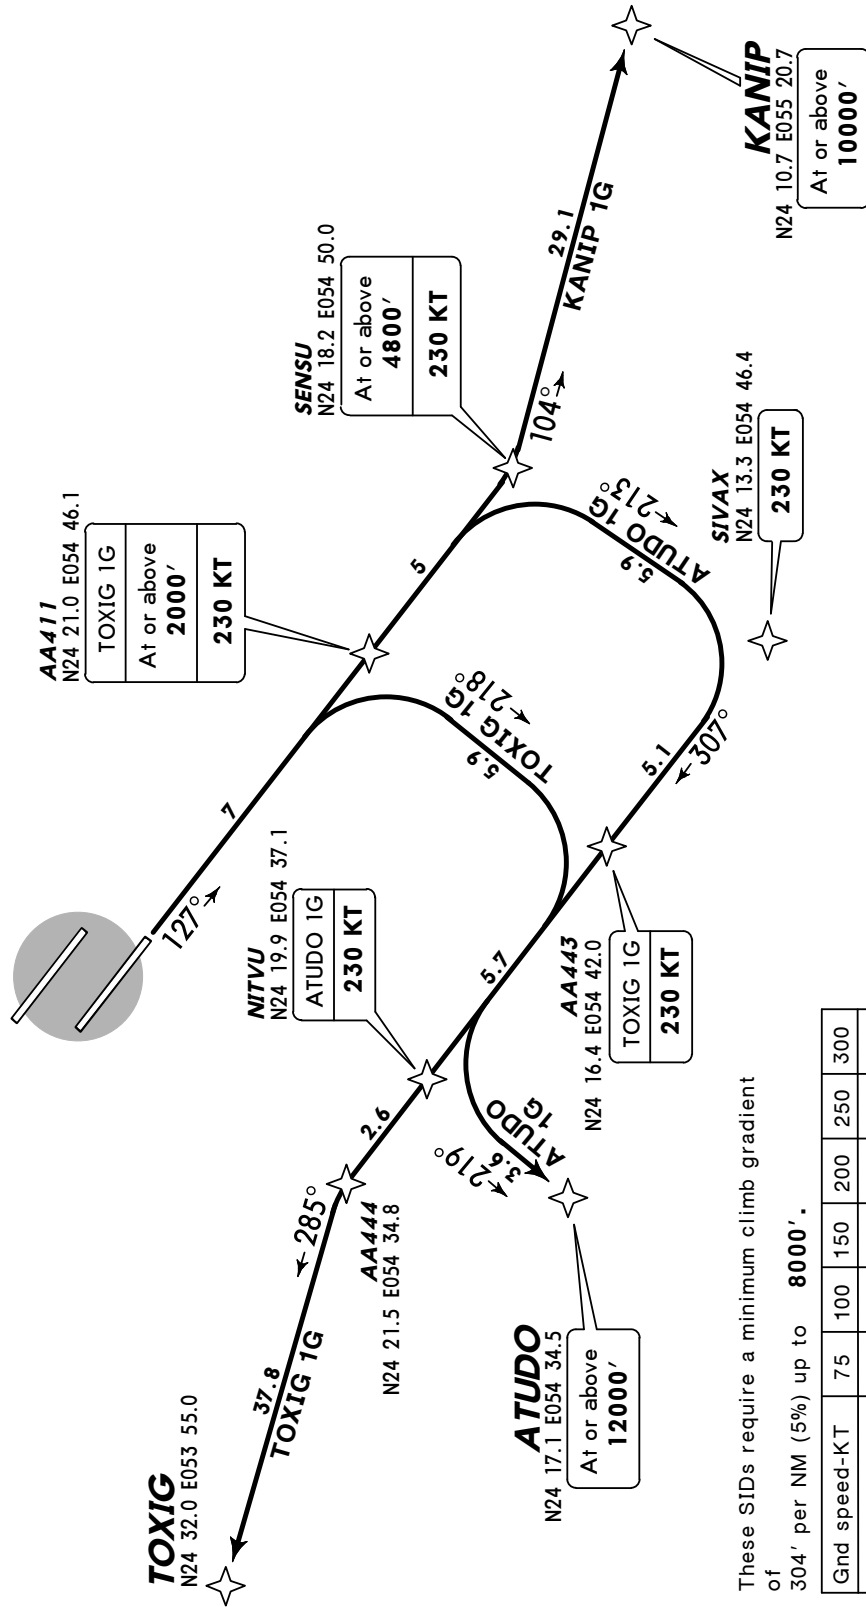 TOXIG
N24 32.0 E053 55.0
37.8
TOXIG 1G
285°
AA444
N24 21.5 E054 34.8
2.6
NITVU
N24 19.9 E054 37.1
ATUDO 1G
230 KT
127°
7
AA411
N24 21.0 E054 46.1
TOXIG 1G
At or above
2000'
230 KT
5
SENSU
N24 18.2 E054 50.0
At or above
4800'
230 KT
104°
29.1
KANIP 1G
KANIP
N24 10.7 E055 20.7
At or above
10000'
218°
TOXIG 1G
5.9
213°
ATUDO 1G
5.9
SIVAX
N24 13.3 E054 46.4
230 KT
307°
5.1
AA443
N24 16.4 E054 42.0
TOXIG 1G
230 KT
5.7
219°
ATUDO
1G
3.6
ATUDO
N24 17.1 E054 34.5
At or above
12000'
These SIDs require a minimum climb gradient
of
304' per NM (5%) up to 8000'.
Gnd speed-KT 75 100 150 200 250 300